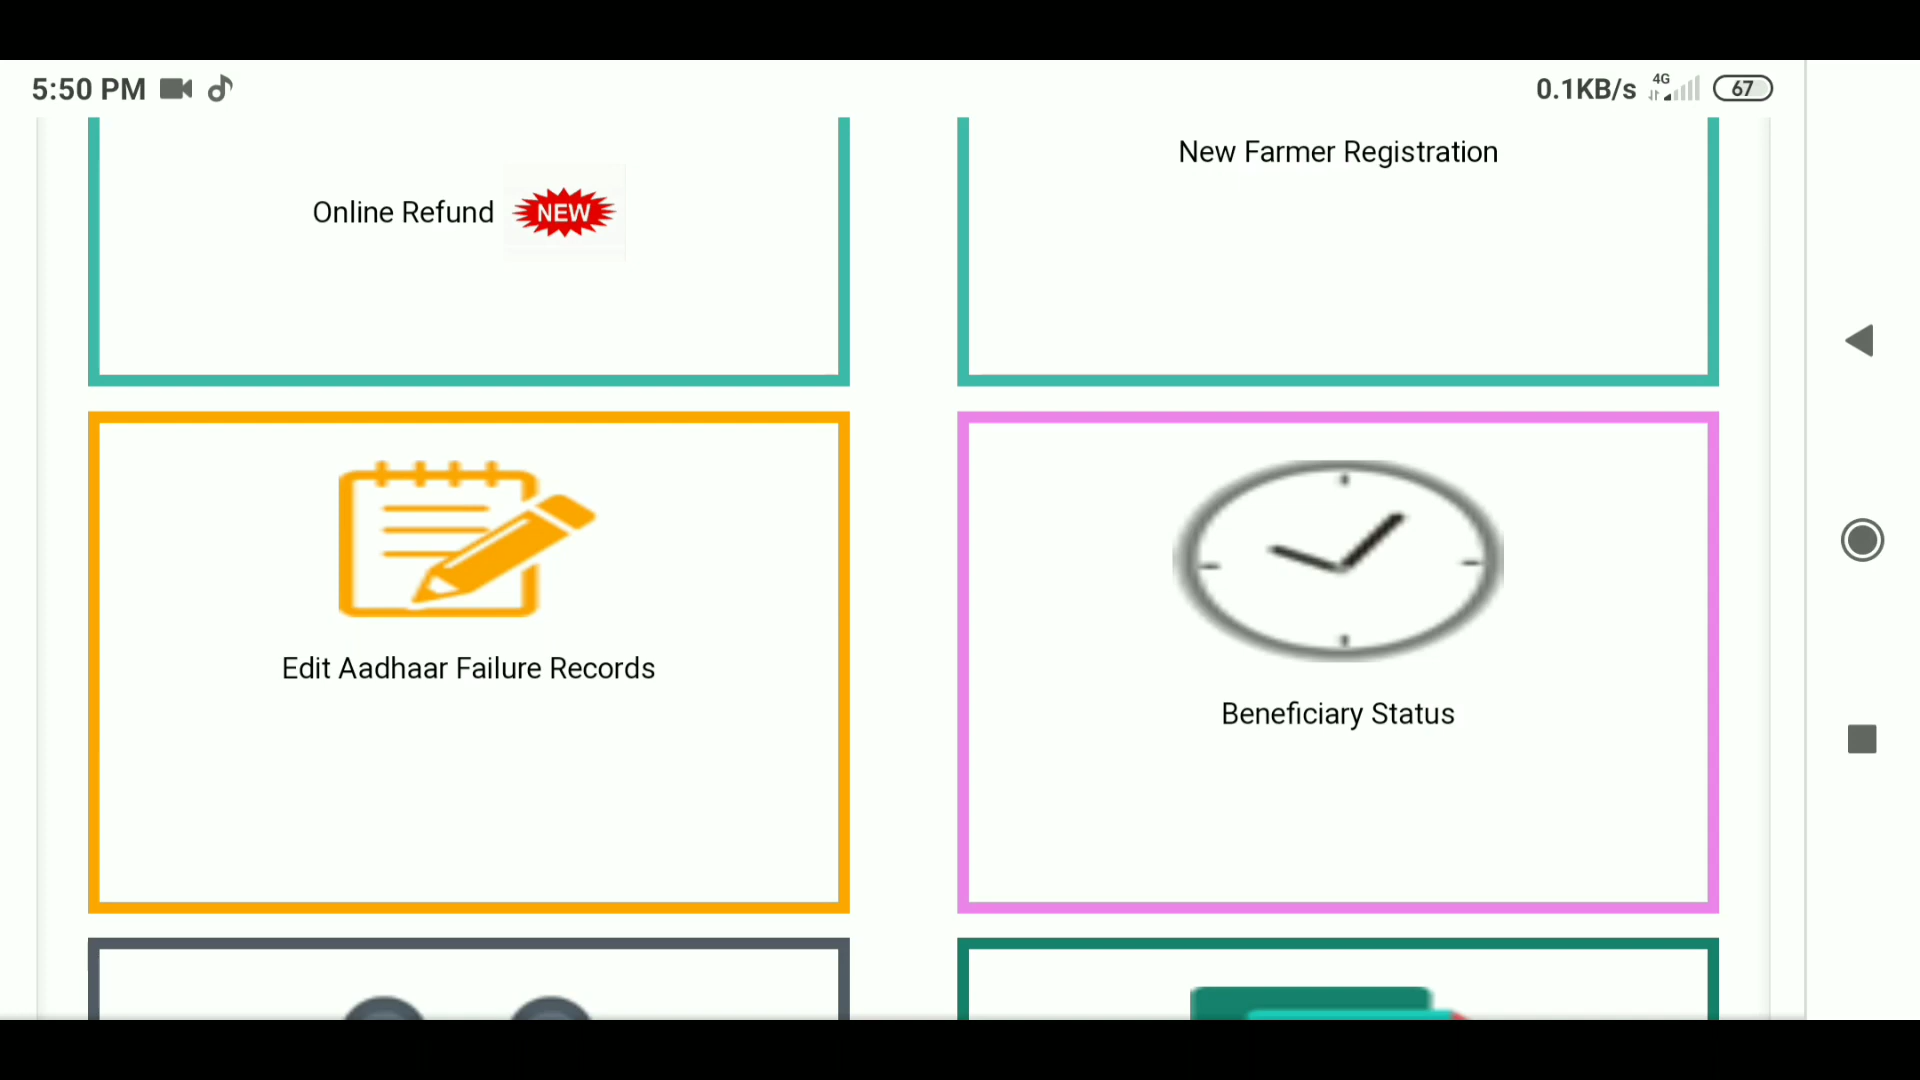 5:50 PM
0.1KB/s 4G 67
New Farmer Registration
Online Refund NEW
Edit Aadhaar Failure Records
Beneficiary Status